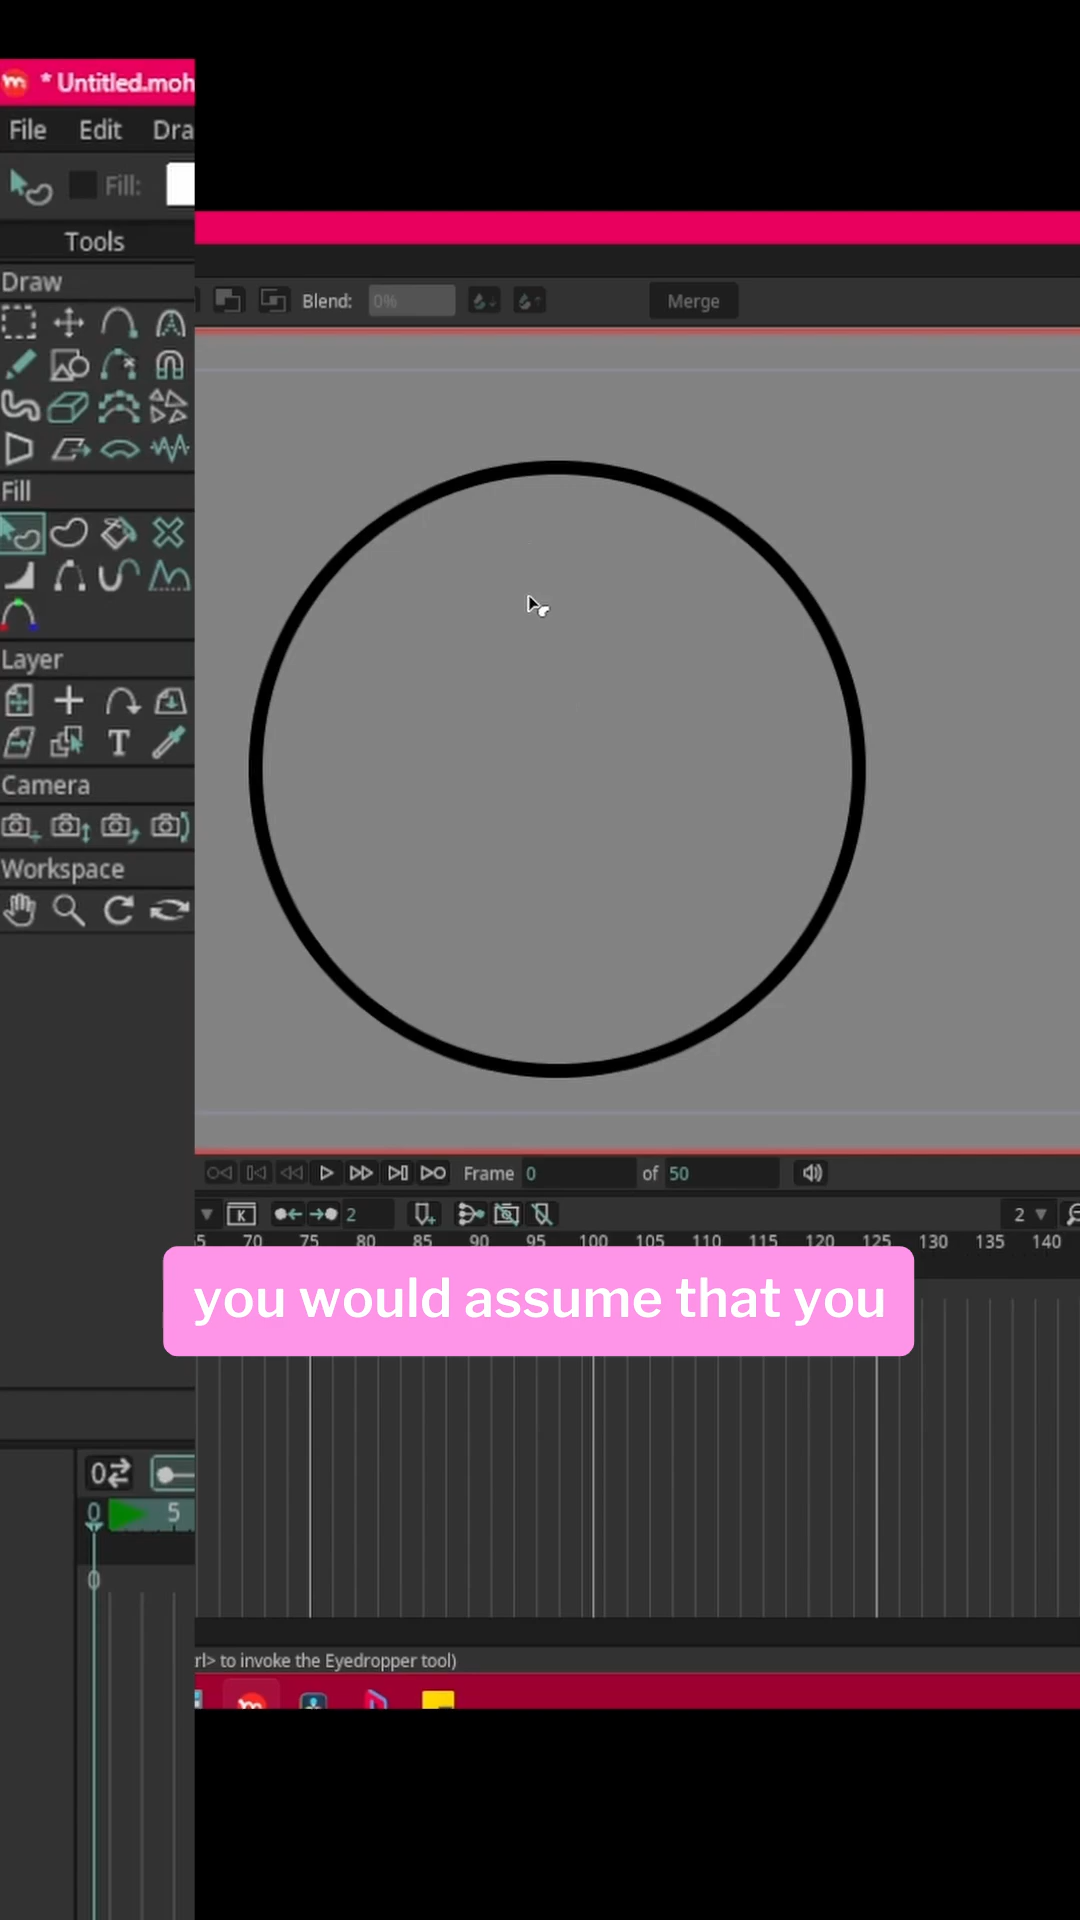 * Untitled.moh
File Edit Dra
Fill:
Tools
Draw
Fill
Layer
T
Camera
Workspace
Blend: 0% Merge
Frame 0 of 50
K 2 2
5 70 75 80 85 90 95 100 105 110 115 120 125 130 135 140
you would assume that you
0
0 5
0
rl> to invoke the Eyedropper tool)